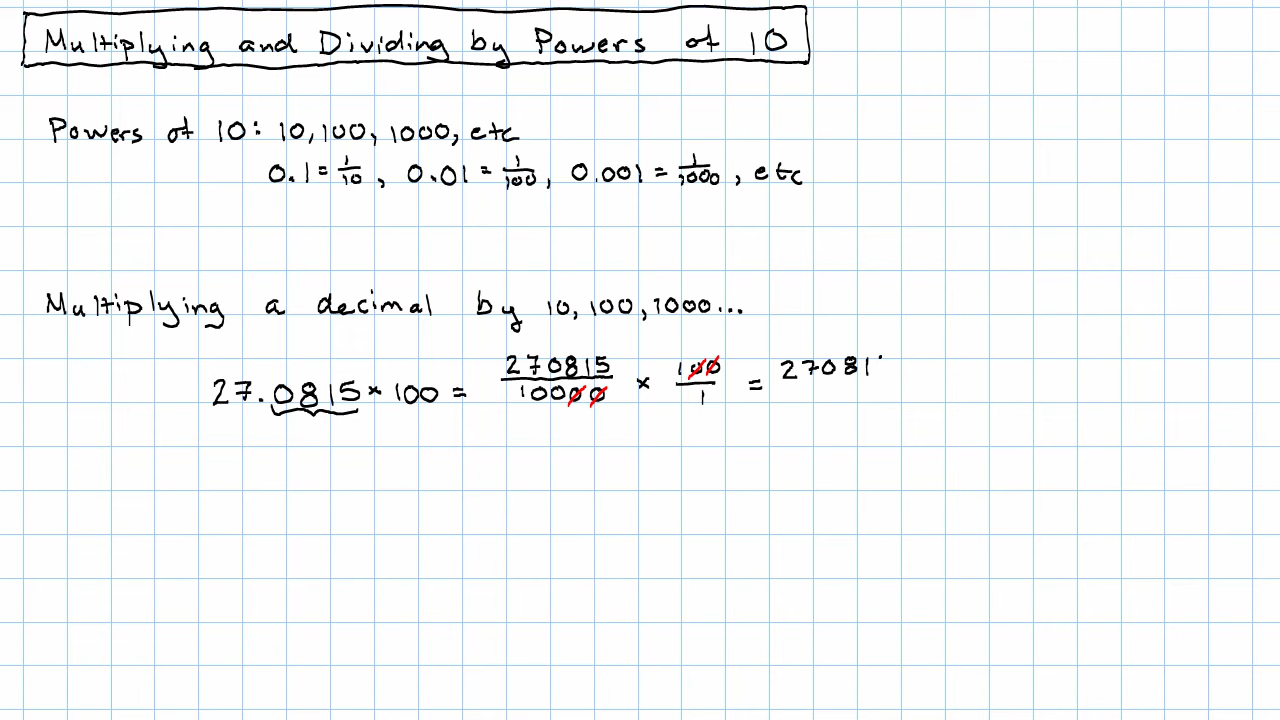 Multiplying and Dividing by Powers of 10
Powers of 10: 10, 100, 1000, etc
0.1 = 1/10, 0.01 = 1/100, 0.001 = 1/1000, etc
Multiplying a decimal by 10, 100, 1000...
27.0815 × 100 = 270815/10000 × 100/1 = 27081